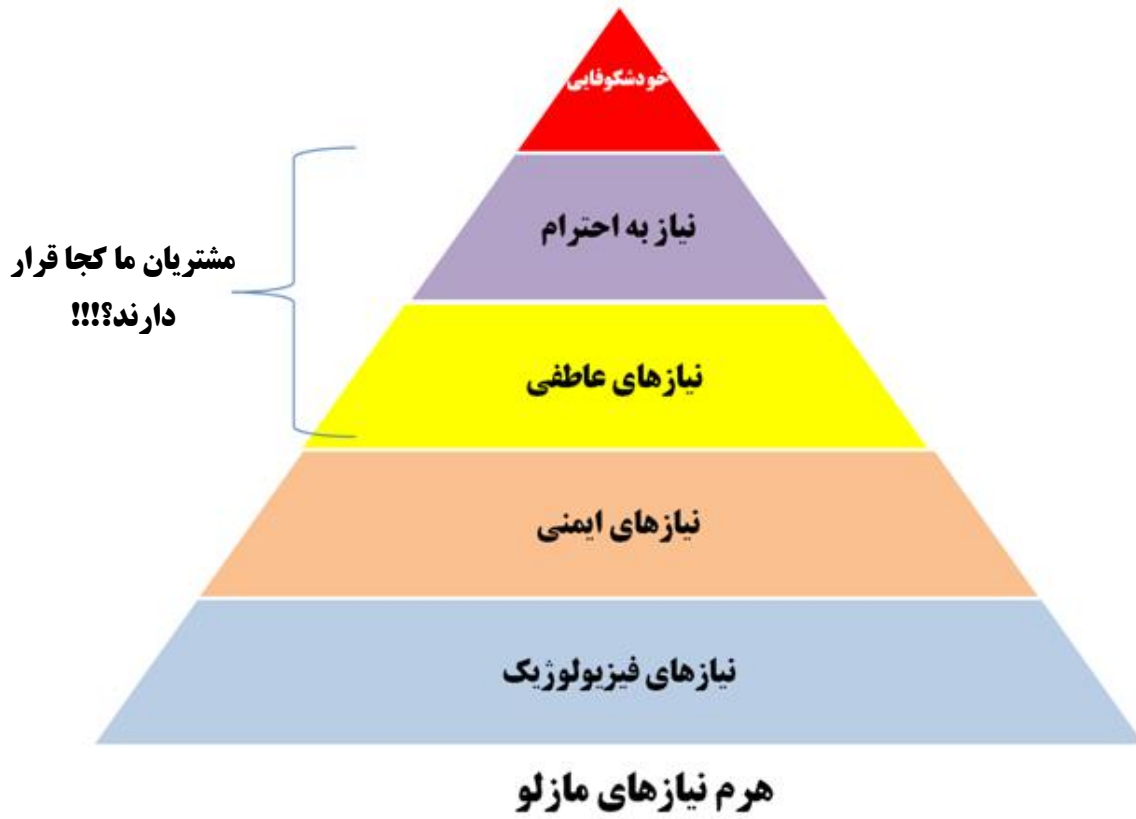 خودشکوفایی
نیاز به احترام
مشتریان ما کجا قرار
دارند؟!!!
نیازهای عاطفی
نیازهای ایمنی
نیازهای فیزیولوژیک
هرم نیازهای مازلو